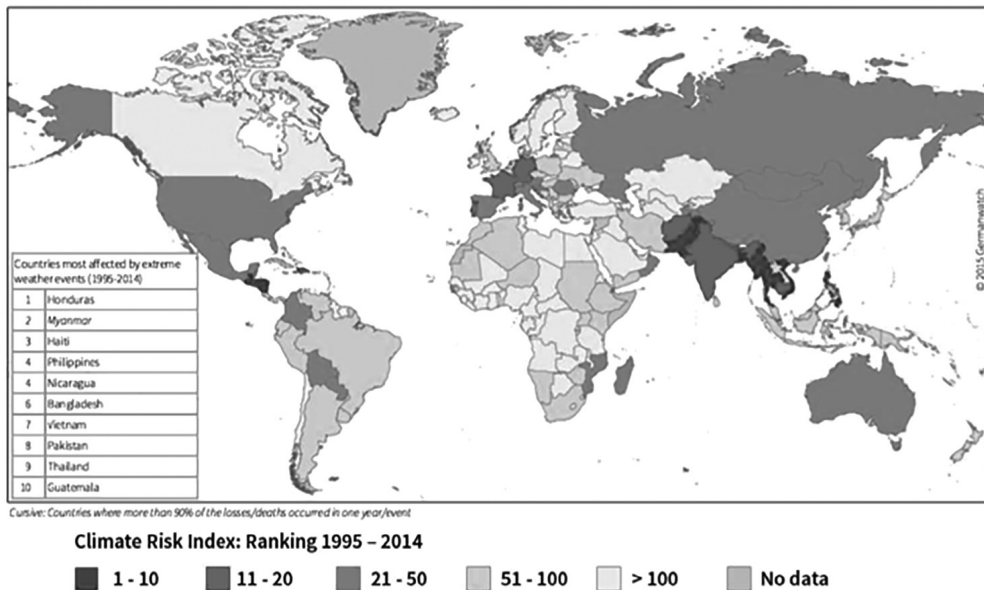 Countries most affected by extreme
weather events (1995-2014)
1 Honduras
2 Myanmar
3 Haiti
4 Philippines
4 Nicaragua
6 Bangladesh
7 Vietnam
8 Pakistan
9 Thailand
10 Guatemala
© 2015 Germanwatch
Cursive: Countries where more than 90% of the losses/deaths occurred in one year/event
Climate Risk Index: Ranking 1995 – 2014
1 - 10 11 - 20 21 - 50 51 - 100 > 100 No data